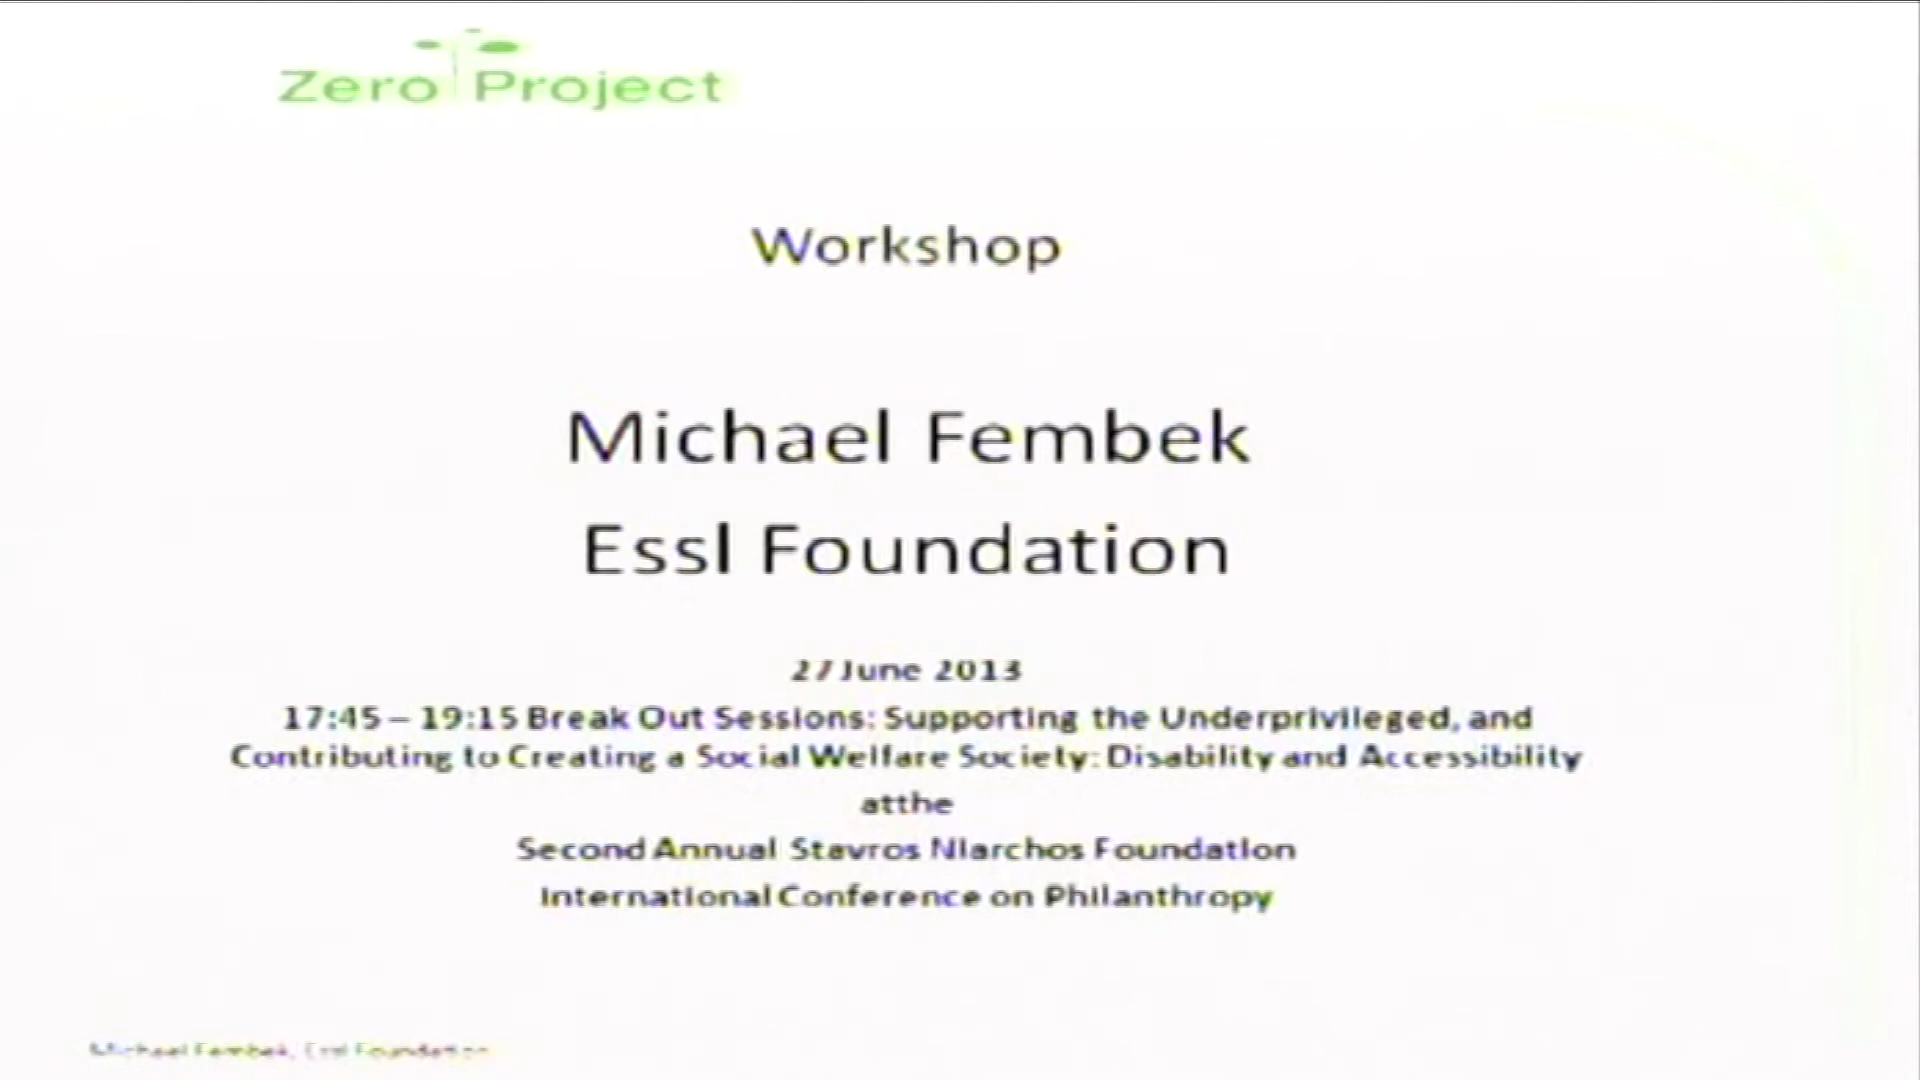 Zero Project
Workshop
Michael Fembek
Essl Foundation
27 June 2013
17:45 – 19:15 Break Out Sessions: Supporting the Underprivileged, and
Contributing to Creating a Social Welfare Society: Disability and Accessibility
atthe
Second Annual Stavros Niarchos Foundation
International Conference on Philanthropy
Michael Fembek, Essl Foundation